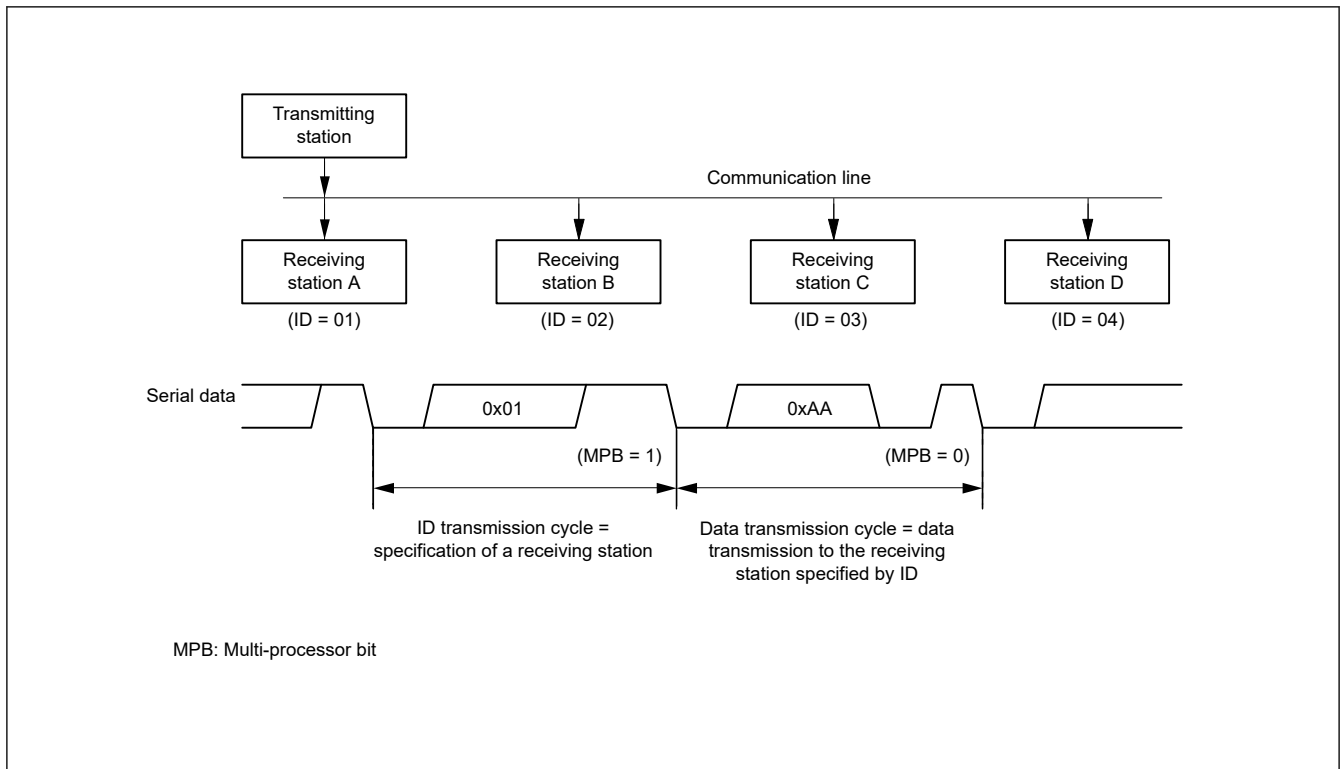 Transmitting
station
Communication line
Receiving
station A
Receiving
station B
Receiving
station C
Receiving
station D
(ID = 01)
(ID = 02)
(ID = 03)
(ID = 04)
Serial data
0x01
0xAA
(MPB = 1)
(MPB = 0)
ID transmission cycle =
specification of a receiving station
Data transmission cycle = data
transmission to the receiving
station specified by ID
MPB: Multi-processor bit